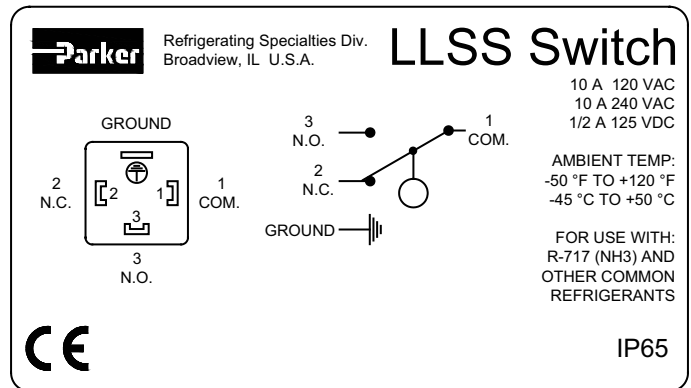 Parker
Refrigerating Specialties Div.
Broadview, IL U.S.A.
LLSS Switch
10 A 120 VAC
10 A 240 VAC
1/2 A 125 VDC
AMBIENT TEMP:
-50 °F TO +120 °F
-45 °C TO +50 °C
FOR USE WITH:
R-717 (NH3) AND
OTHER COMMON
REFRIGERANTS
IP65
GROUND
2
N.C.
2
1
3
1
COM.
3
N.O.
3
N.O.
2
N.C.
1
COM.
GROUND
CE